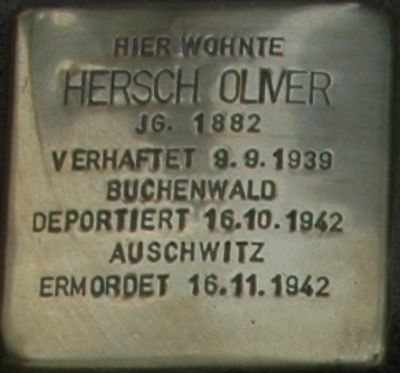 HIER WOHNTE
HERSCH OLIVER
JG. 1882
VERHAFTET 9.9.1939
BUCHENWALD
DEPORTIERT 16.10.1942
AUSCHWITZ
ERMORDET 16.11.1942